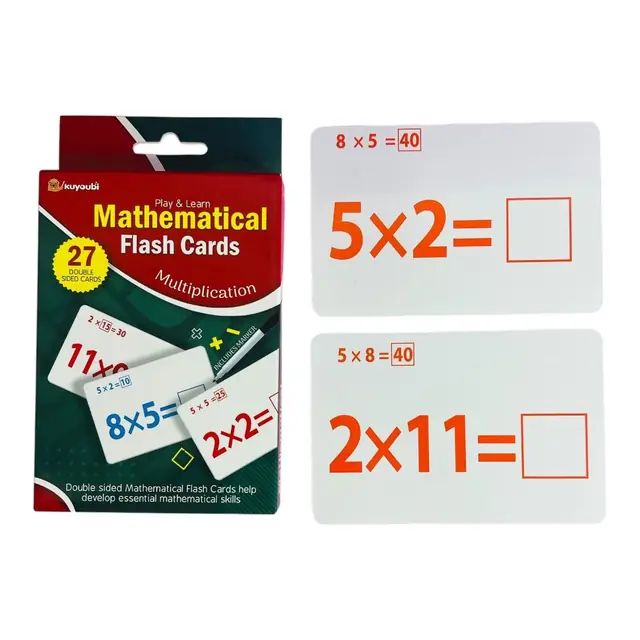 kuyoubi
Play & Learn
Mathematical
Flash Cards
Multiplication
27
DOUBLE
SIDED CARDS
INCLUDES MARKER
2 × 15 = 30
11×
5 × 2 = 10
8×5=
5 × 5 = 25
2×2=
Double sided Mathematical Flash Cards help
develop essential mathematical skills
8 × 5 = 40
5×2=
5 × 8 = 40
2×11=